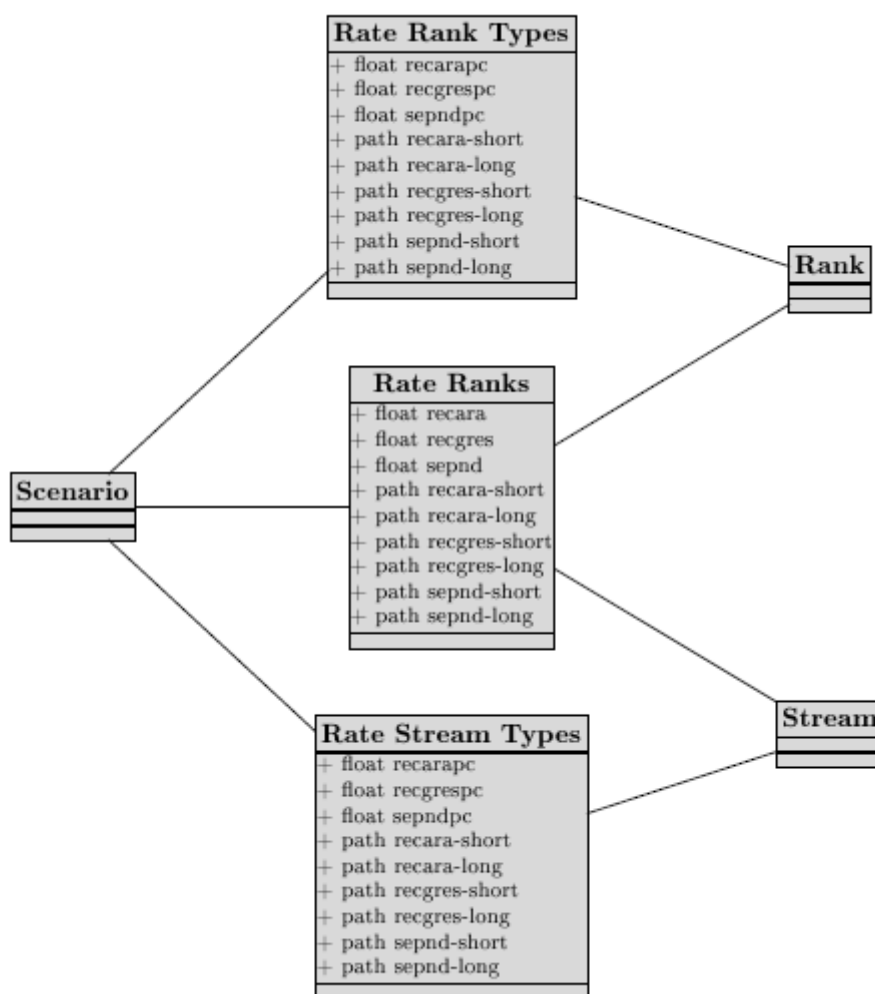 Rate Rank Types
+ float recarapc
+ float recgrespc
+ float sepndpc
+ path recara-short
+ path recara-long
+ path recgres-short
+ path recgres-long
+ path sepnd-short
+ path sepnd-long
Rank
Rate Ranks
+ float recara
+ float recgres
+ float sepnd
+ path recara-short
+ path recara-long
+ path recgres-short
+ path recgres-long
+ path sepnd-short
+ path sepnd-long
Scenario
Rate Stream Types
+ float recarapc
+ float recgrespc
+ float sepndpc
+ path recara-short
+ path recara-long
+ path recgres-short
+ path recgres-long
+ path sepnd-short
+ path sepnd-long
Stream